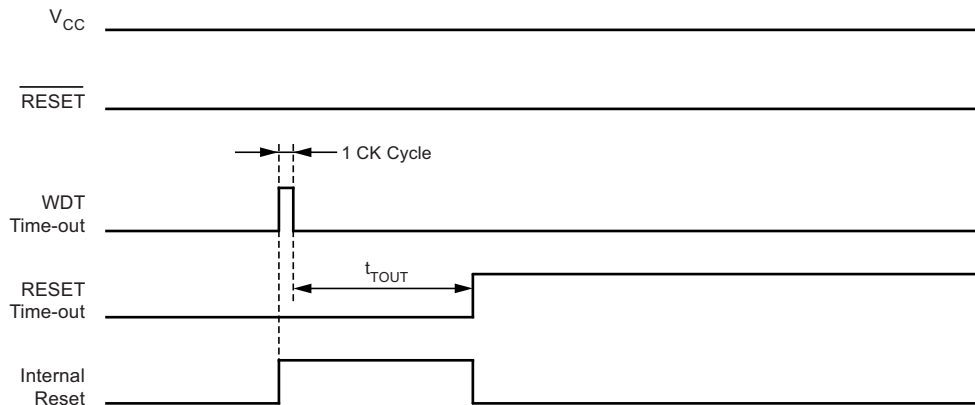 VCC
RESET
1 CK Cycle
WDT
Time-out
RESET
Time-out
tTOUT
Internal
Reset